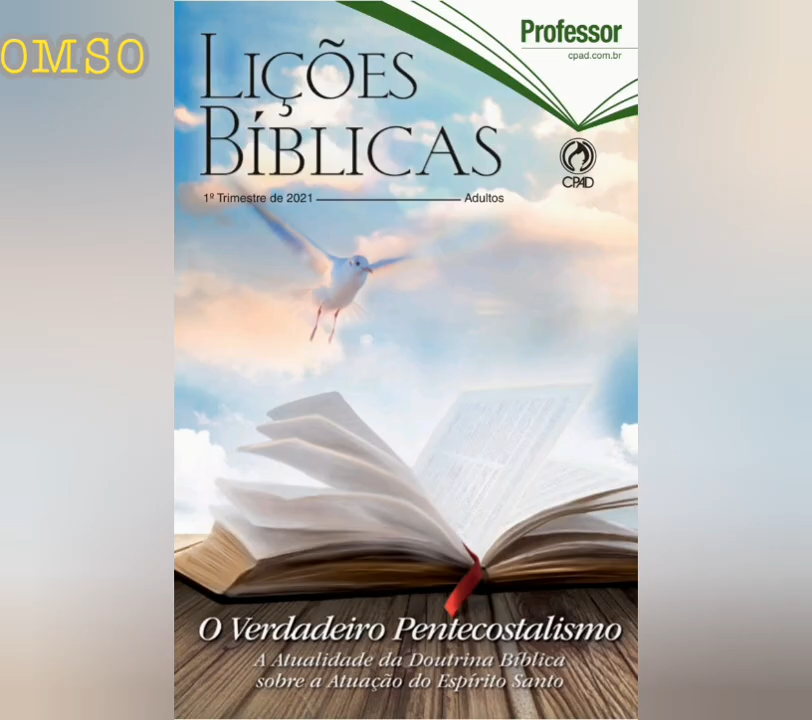 OMSO
Professor
cpad.com.br
LIÇÕES
BÍBLICAS
CPAD
1º Trimestre de 2021 Adultos
O Verdadeiro Pentecostalismo
A Atualidade da Doutrina Bíblica
sobre a Atuação do Espírito Santo